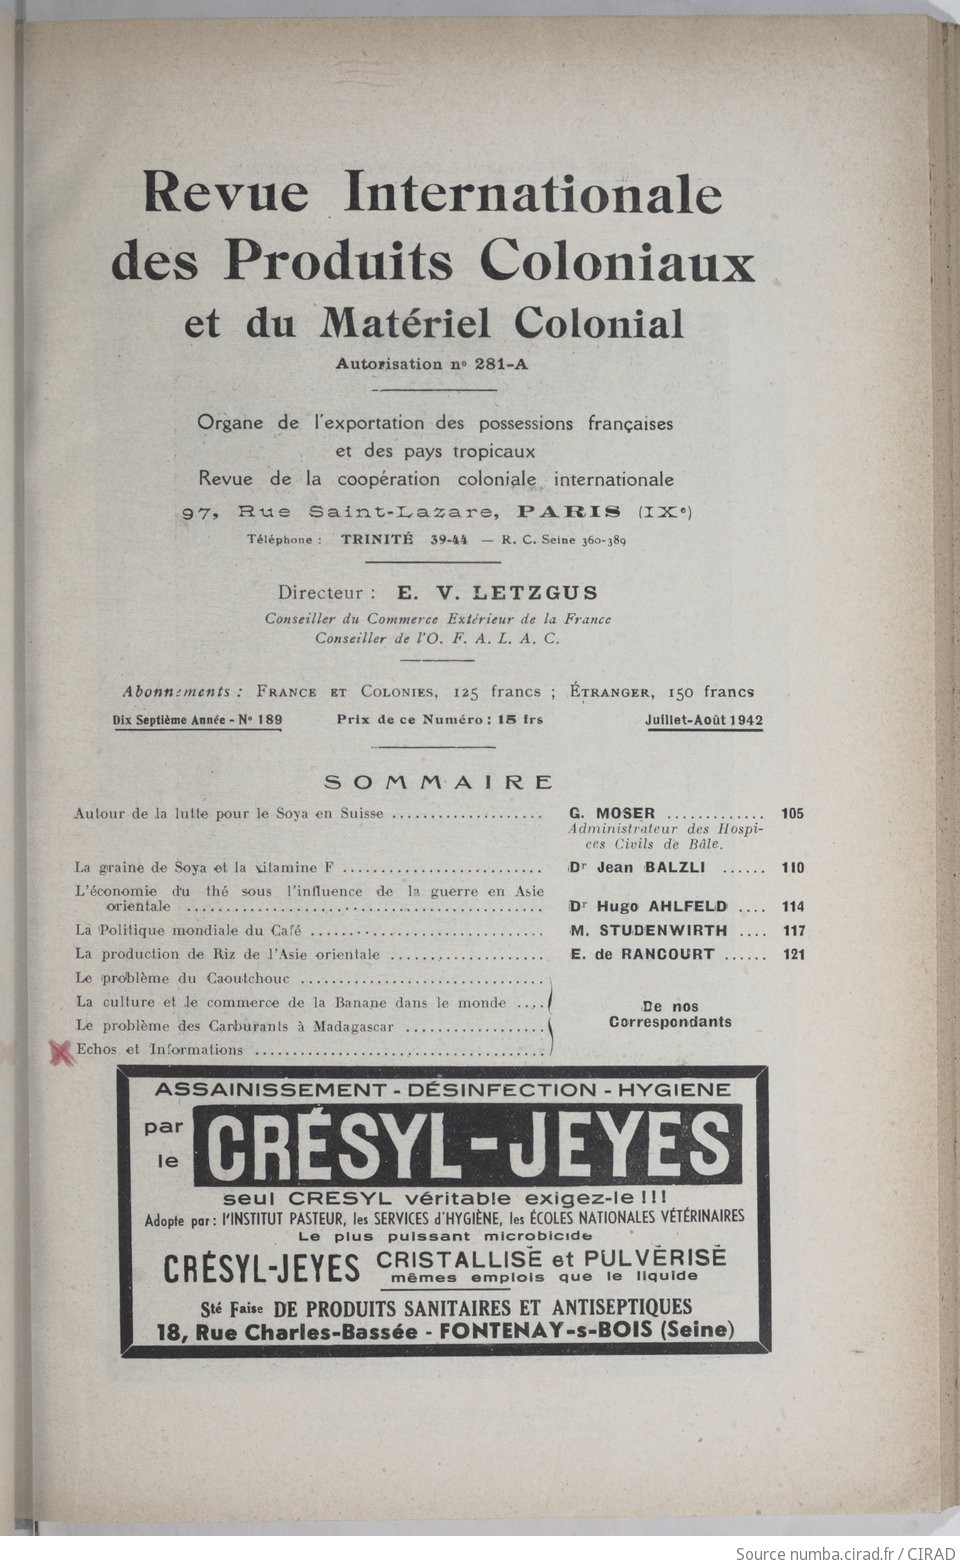 Revue Internationale
des Produits Coloniaux
et du Matériel Colonial
Autorisation nº 281-A
Organe de l'exportation des possessions françaises
et des pays tropicaux
Revue de la coopération coloniale internationale
97, Rue Saint-Lazare, PARIS (IXe)
Téléphone : TRINITÉ 39-44 — R. C. Seine 360-389
Directeur : E. V. LETZGUS
Conseiller du Commerce Extérieur de la France
Conseiller de l'O. F. A. L. A. C.
Abonnements : FRANCE ET COLONIES, 125 francs ; ÉTRANGER, 150 francs
Dix Septième Année - Nº 189 Prix de ce Numéro : 15 frs Juillet-Août 1942
SOMMAIRE
Autour de la lutte pour le Soya en Suisse .................... G. MOSER ............. 105
Administrateur des Hospi-
ces Civils de Bâle.
La graine de Soya et la vitamine F ......................... Dr Jean BALZLI ...... 110
L'économie du thé sous l'influence de la guerre en Asie
orientale ............................................. Dr Hugo AHLFELD .... 114
La Politique mondiale du Café ............................. M. STUDENWIRTH .... 117
La production de Riz de l'Asie orientale .................... E. de RANCOURT ...... 121
Le problème du Caoutchouc ...............................
La culture et le commerce de la Banane dans le monde ....
Le problème des Carburants à Madagascar ..................
Echos et Informations .....................................
De nos
Correspondants
ASSAINISSEMENT - DÉSINFECTION - HYGIENE
par
le
CRÉSYL-JEYES
seul CRESYL véritable exigez-le !!!
Adopte par : l'INSTITUT PASTEUR, les SERVICES d'HYGIÈNE, les ÉCOLES NATIONALES VÉTÉRINAIRES
Le plus puissant microbicide
CRÉSYL-JEYES CRISTALLISÉ et PULVÉRISÉ
mêmes emplois que le liquide
Sté Faise DE PRODUITS SANITAIRES ET ANTISEPTIQUES
18, Rue Charles-Bassée - FONTENAY-s-BOIS (Seine)
Source numba.cirad.fr / CIRAD